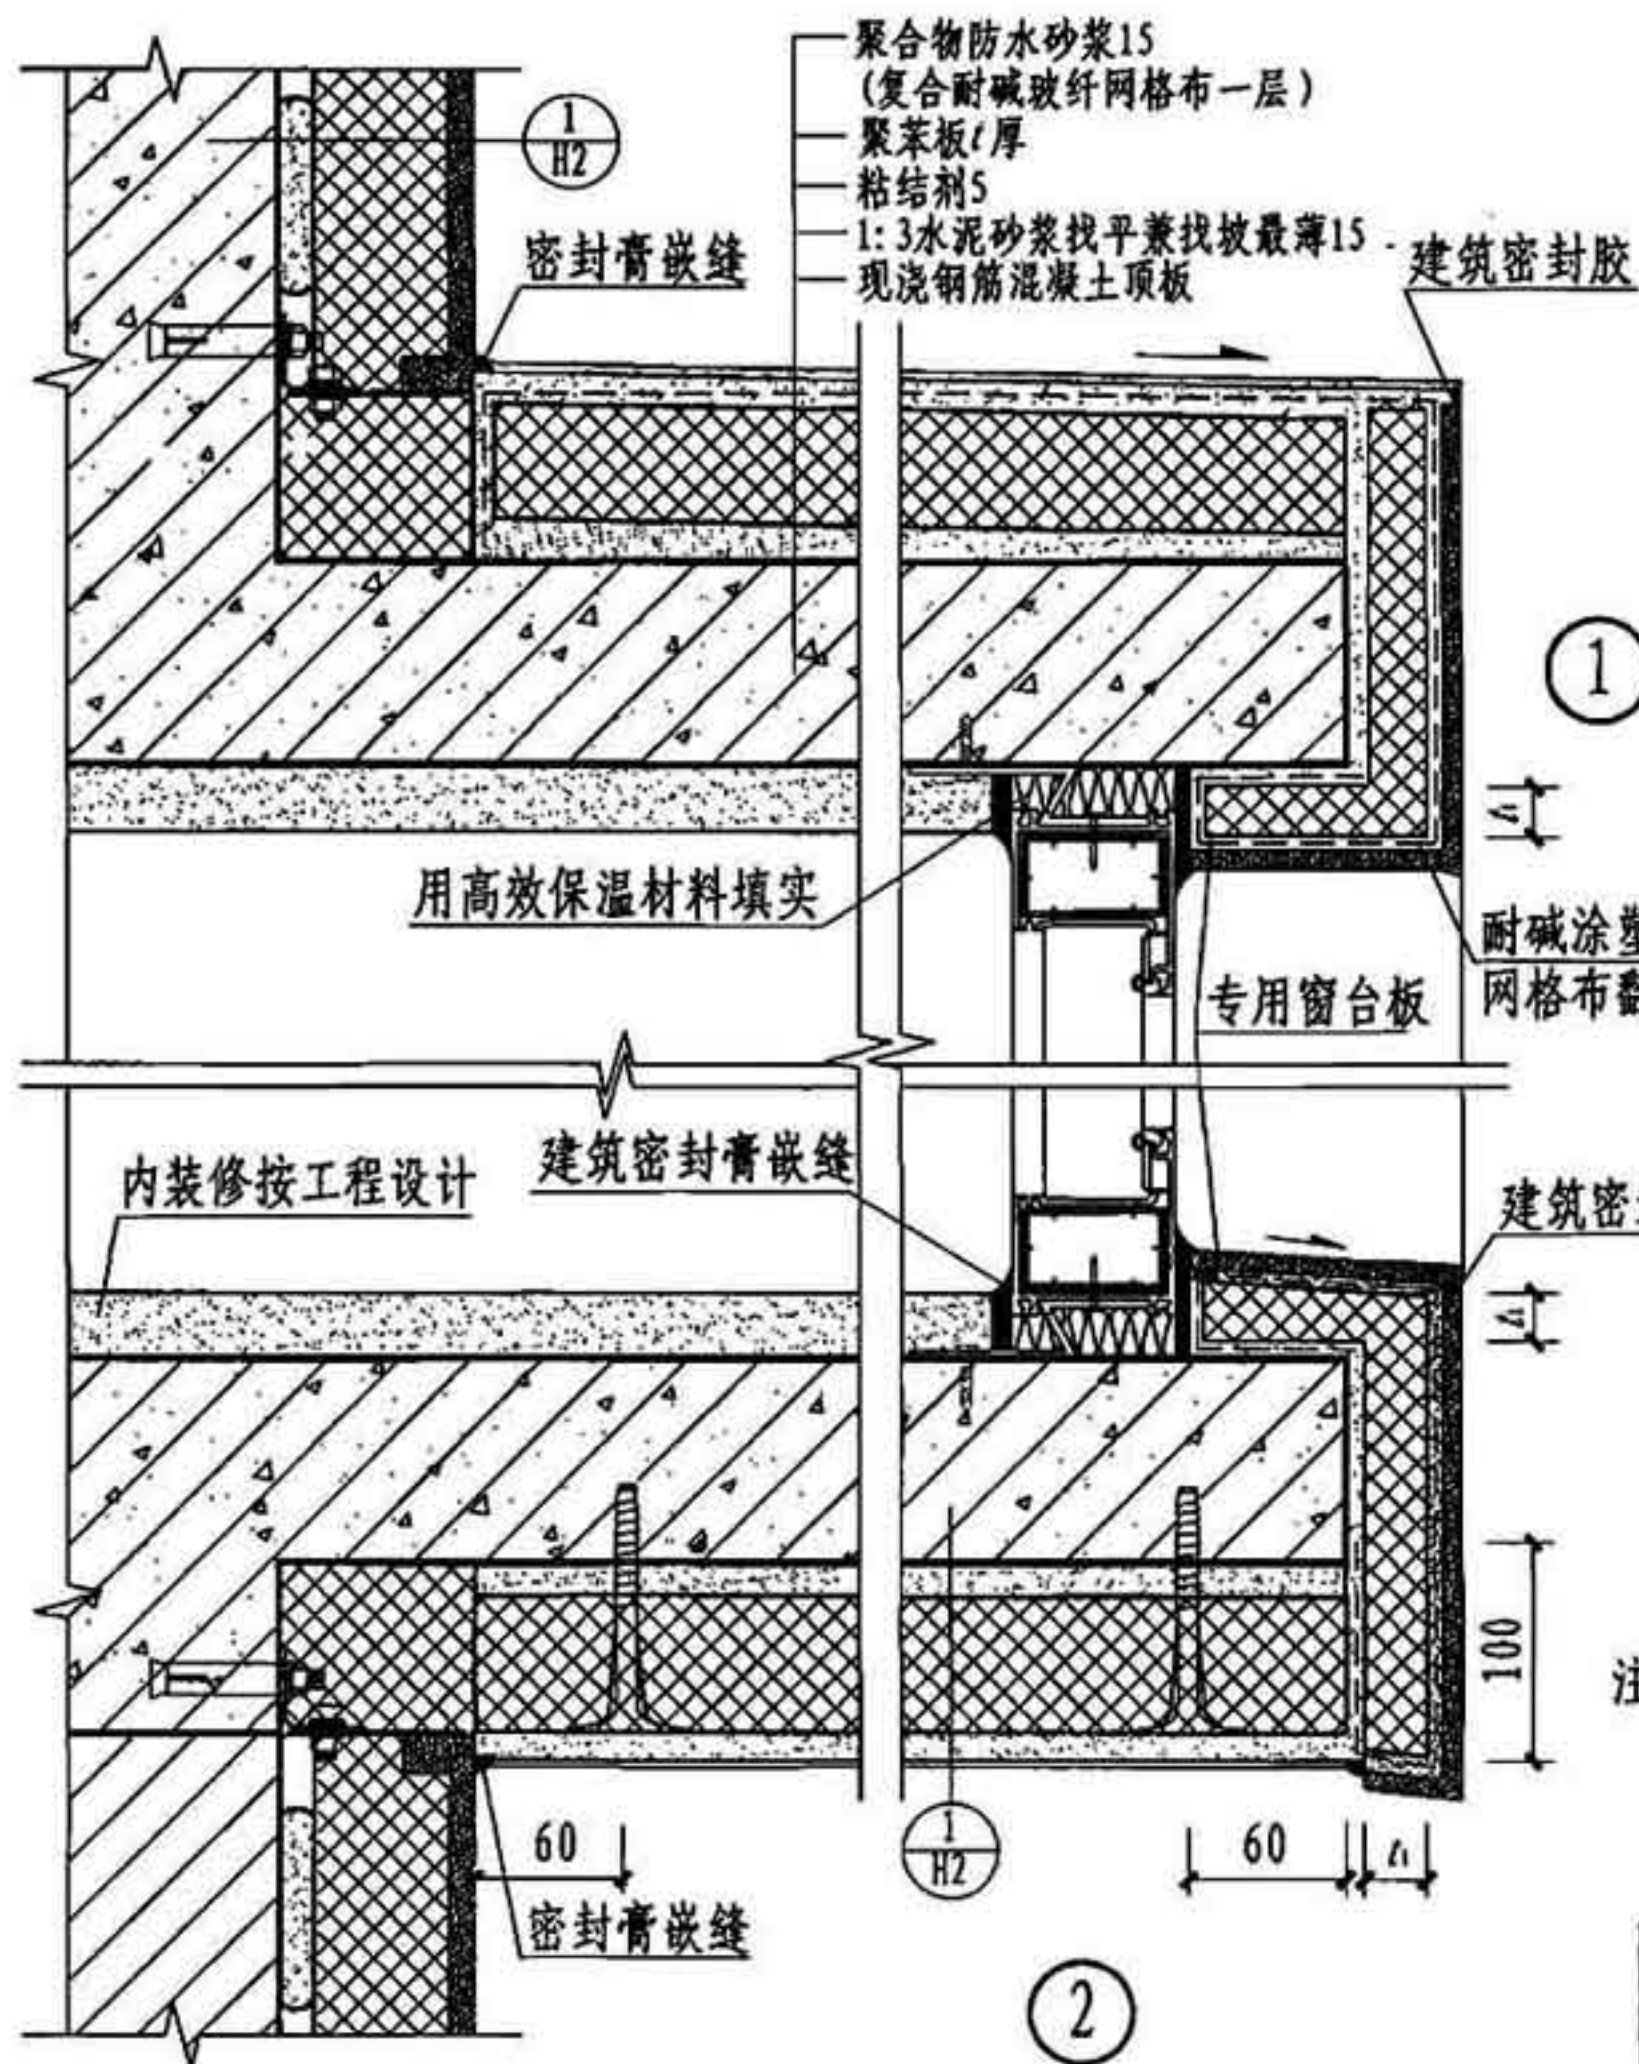 聚合物防水砂浆15
(复合耐碱玻纤网格布一层)
聚苯板t厚
粘结剂5
1:3水泥砂浆找平兼找坡最薄15
现浇钢筋混凝土顶板
1
H2
密封膏嵌缝
建筑密封胶
1
t₁
用高效保温材料填实
耐碱涂塑
网格布翻
专用窗台板
建筑密封膏嵌缝
内装修按工程设计
建筑密
t₁
100
注
60
1
H2
60
t₁
密封膏嵌缝
2